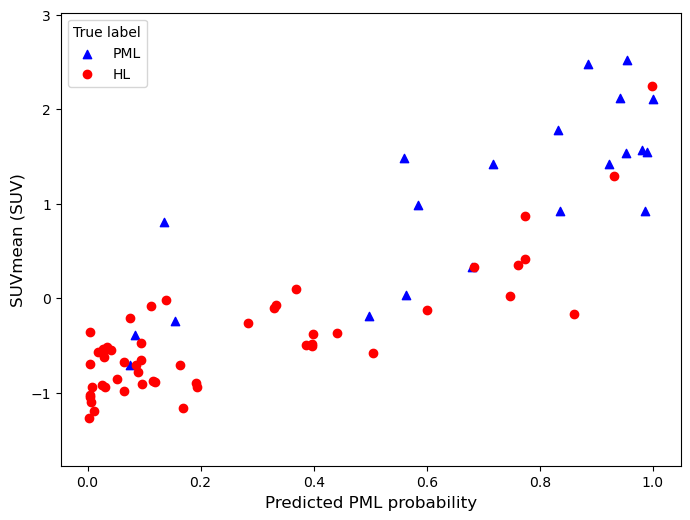 True label
PML
HL
3
2
1
0
−1
SUVmean (SUV)
0.0 0.2 0.4 0.6 0.8 1.0
Predicted PML probability